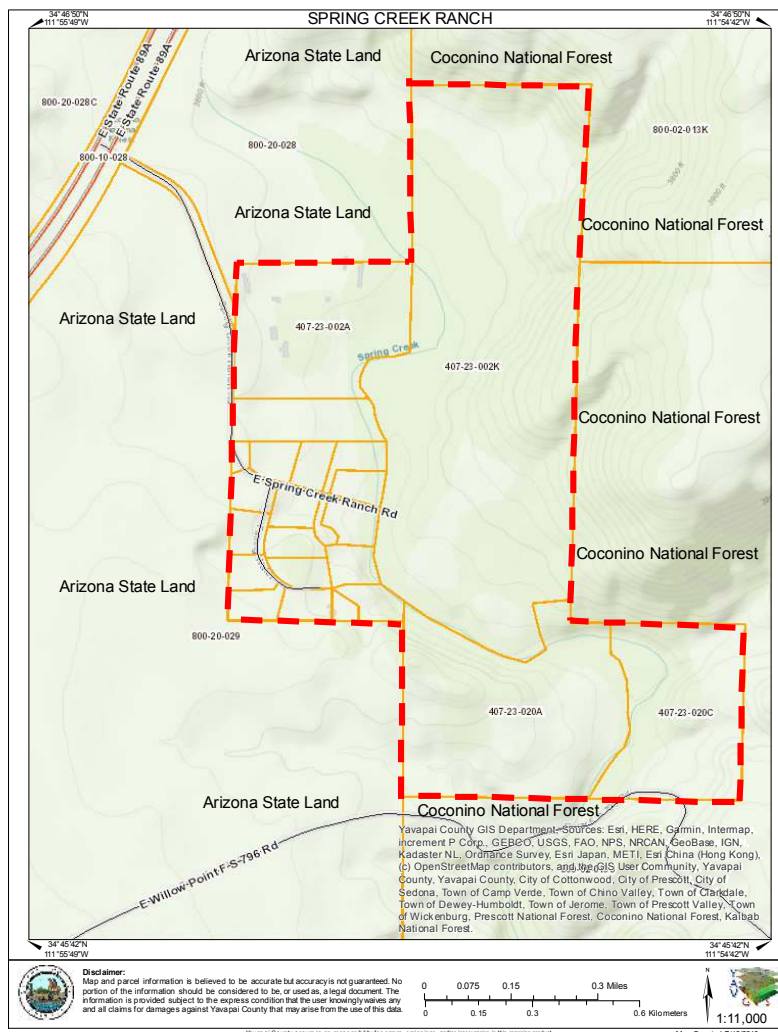 SPRING CREEK RANCH
34° 46'50"N
111° 55'49"W
34° 46'50"N
111° 54'42"W
Arizona State Land
Coconino National Forest
E State Route 89A
E State Route 89A
3800 ft
800-20-028C
800-10-028
800-20-028
800-02-013K
3800 ft
3900 ft
Arizona State Land
Coconino National Forest
Arizona State Land
407-23-002A
Spring Creek
407-23-002K
Coconino National Forest
E Spring Creek Ranch Rd
Coconino National Forest
Arizona State Land
800-20-029
407-23-020A
407-23-020C
Arizona State Land
Coconino National Forest
E Willow Point F S 796 Rd
Yavapai County GIS Department, Sources: Esri, HERE, Garmin, Intermap,
increment P Corp., GEBCO, USGS, FAO, NPS, NRCAN, GeoBase, IGN,
Kadaster NL, Ordnance Survey, Esri Japan, METI, Esri China (Hong Kong),
(c) OpenStreetMap contributors, and the GIS User Community, Yavapai
County, Yavapai County, City of Cottonwood, City of Prescott, City of
Sedona, Town of Camp Verde, Town of Chino Valley, Town of Clarkdale,
Town of Dewey-Humboldt, Town of Jerome, Town of Prescott Valley, Town
of Wickenburg, Prescott National Forest, Coconino National Forest, Kaibab
National Forest.
34° 45'42"N
111° 55'49"W
34° 45'42"N
111° 54'42"W
Disclaimer:
Map and parcel information is believed to be accurate but accuracy is not guaranteed. No
portion of the information should be considered to be, or used as, a legal document. The
information is provided subject to the express condition that the user knowingly waives any
and all claims for damages against Yavapai County that may arise from the use of this data.
0 0.075 0.15 0.3 Miles
0 0.15 0.3 0.6 Kilometers
N
1:11,000